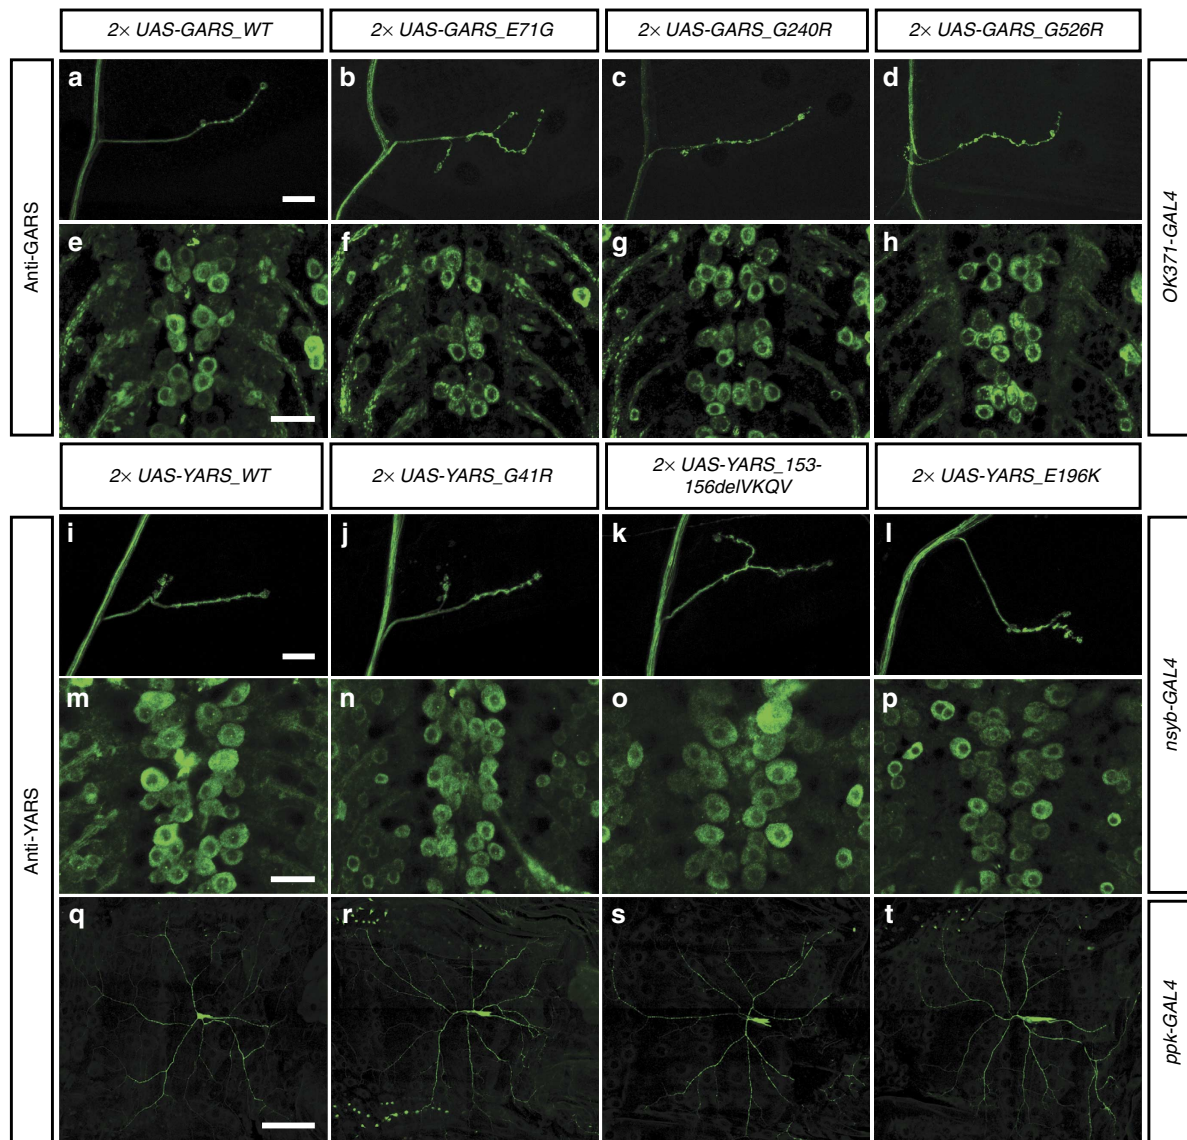 2× UAS-GARS_WT
2× UAS-GARS_E71G
2× UAS-GARS_G240R
2× UAS-GARS_G526R
Anti-GARS
a
b
c
d
OK371-GAL4
e
f
g
h
2× UAS-YARS_WT
2× UAS-YARS_G41R
2× UAS-YARS_153-
156delVKQV
2× UAS-YARS_E196K
Anti-YARS
i
j
k
l
nsyb-GAL4
m
n
o
p
q
r
s
t
ppk-GAL4